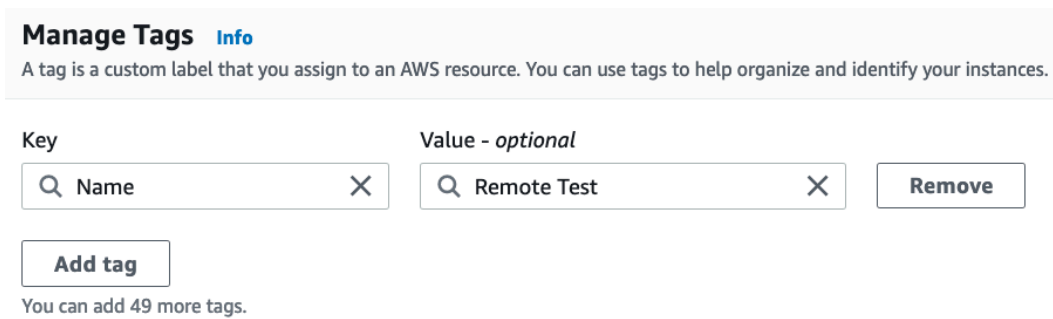 Manage Tags Info
A tag is a custom label that you assign to an AWS resource. You can use tags to help organize and identify your instances.
Key Value - optional
Name Remote Test Remove
Add tag
You can add 49 more tags.